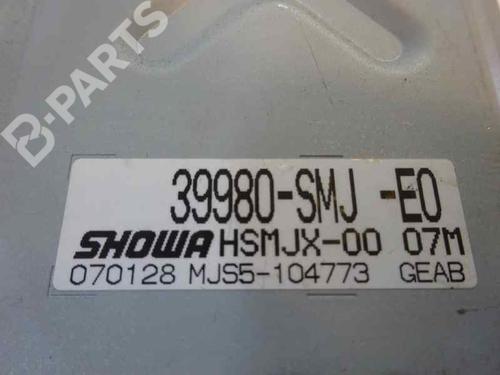 B-PARTS
39980-SMJ -E0
SHOWA HSMJX-00 07M
070128 MJS5-104773 GEAB